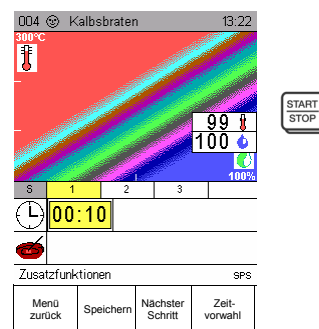 004 Kalbsbraten 13:22
300°C
99
100
100%
S 1 2 3
00:10
Zusatzfunktionen SPS
Menü zurück
Speichern
Nächster Schritt
Zeit-
vorwahl
START
STOP